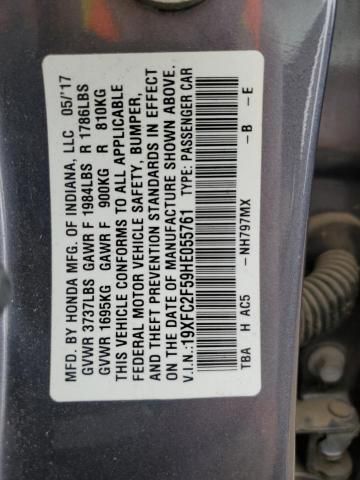 MFD. BY HONDA MFG. OF INDIANA, LLC 05/'17
GVWR 3737LBS GAWR F 1984LBS R 1786LBS
GVWR 1695KG GAWR F 900KG R 810KG
THIS VEHICLE CONFORMS TO ALL APPLICABLE
FEDERAL MOTOR VEHICLE SAFETY, BUMPER,
AND THEFT PREVENTION STANDARDS IN EFFECT
ON THE DATE OF MANUFACTURE SHOWN ABOVE.
V.I.N.:19XFC2F59HE055761 TYPE: PASSENGER CAR
TBA H AC5 -NH797MX -B -E